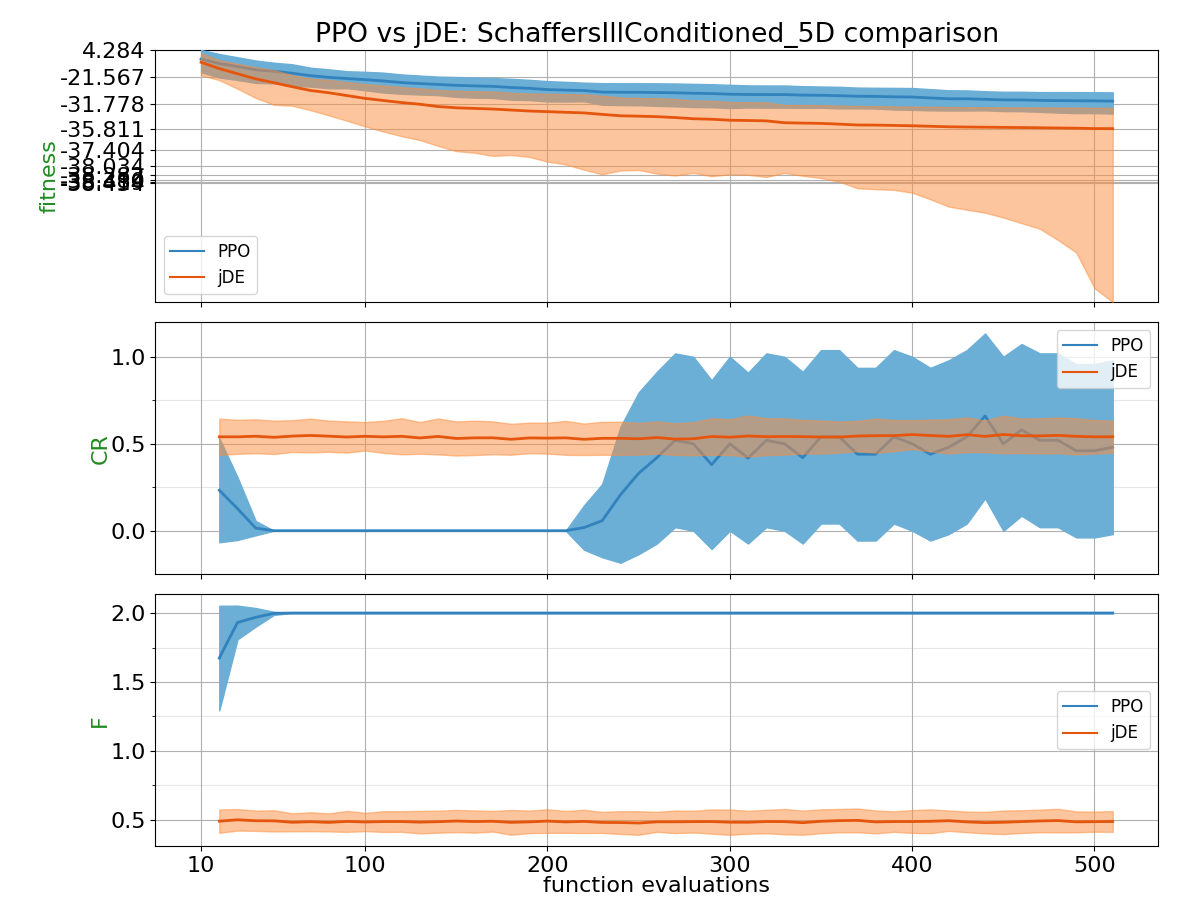 PPO vs jDE: SchaffersIllConditioned_5D comparison
4.284
-21.567
-31.778
-35.811
-37.404
-38.034
fitness
PPO
jDE
1.0
0.5
0.0
CR
PPO
jDE
2.0
1.5
1.0
0.5
F
PPO
jDE
10 100 200 300 400 500
function evaluations